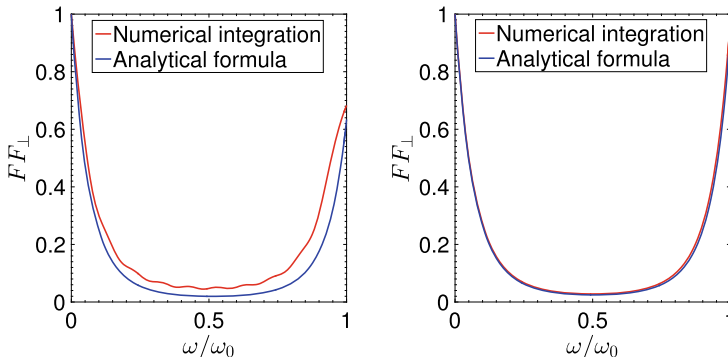 Numerical integration
Analytical formula
1
0.8
0.6
0.4
0.2
0
0
0.5
1
FF⊥
ω/ω₀
Numerical integration
Analytical formula
1
0.8
0.6
0.4
0.2
0
0
0.5
1
FF⊥
ω/ω₀